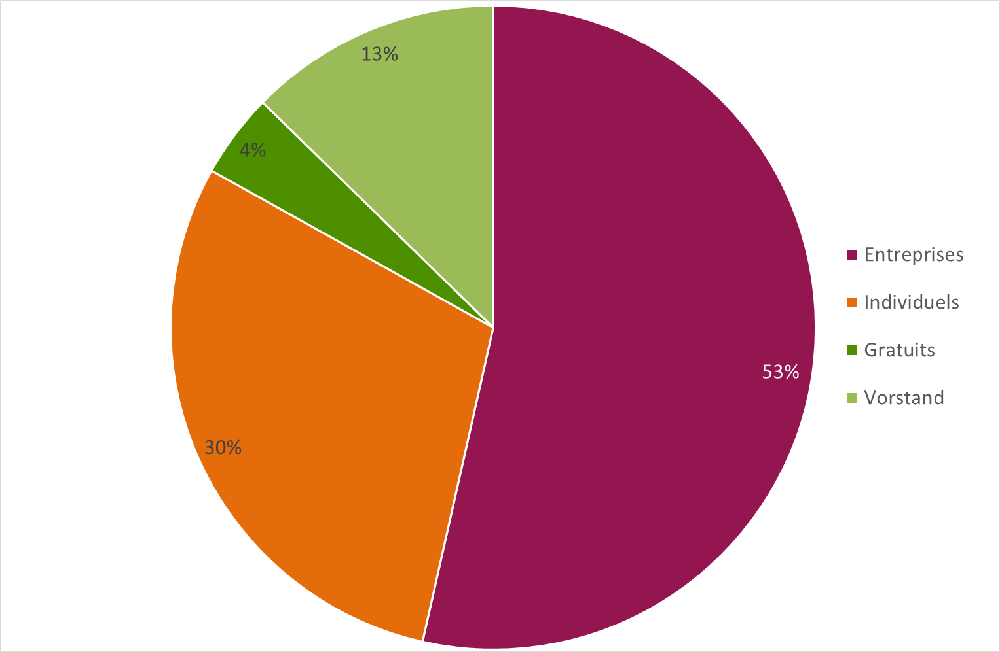 13%
4%
53%
30%
Entreprises
Individuels
Gratuits
Vorstand